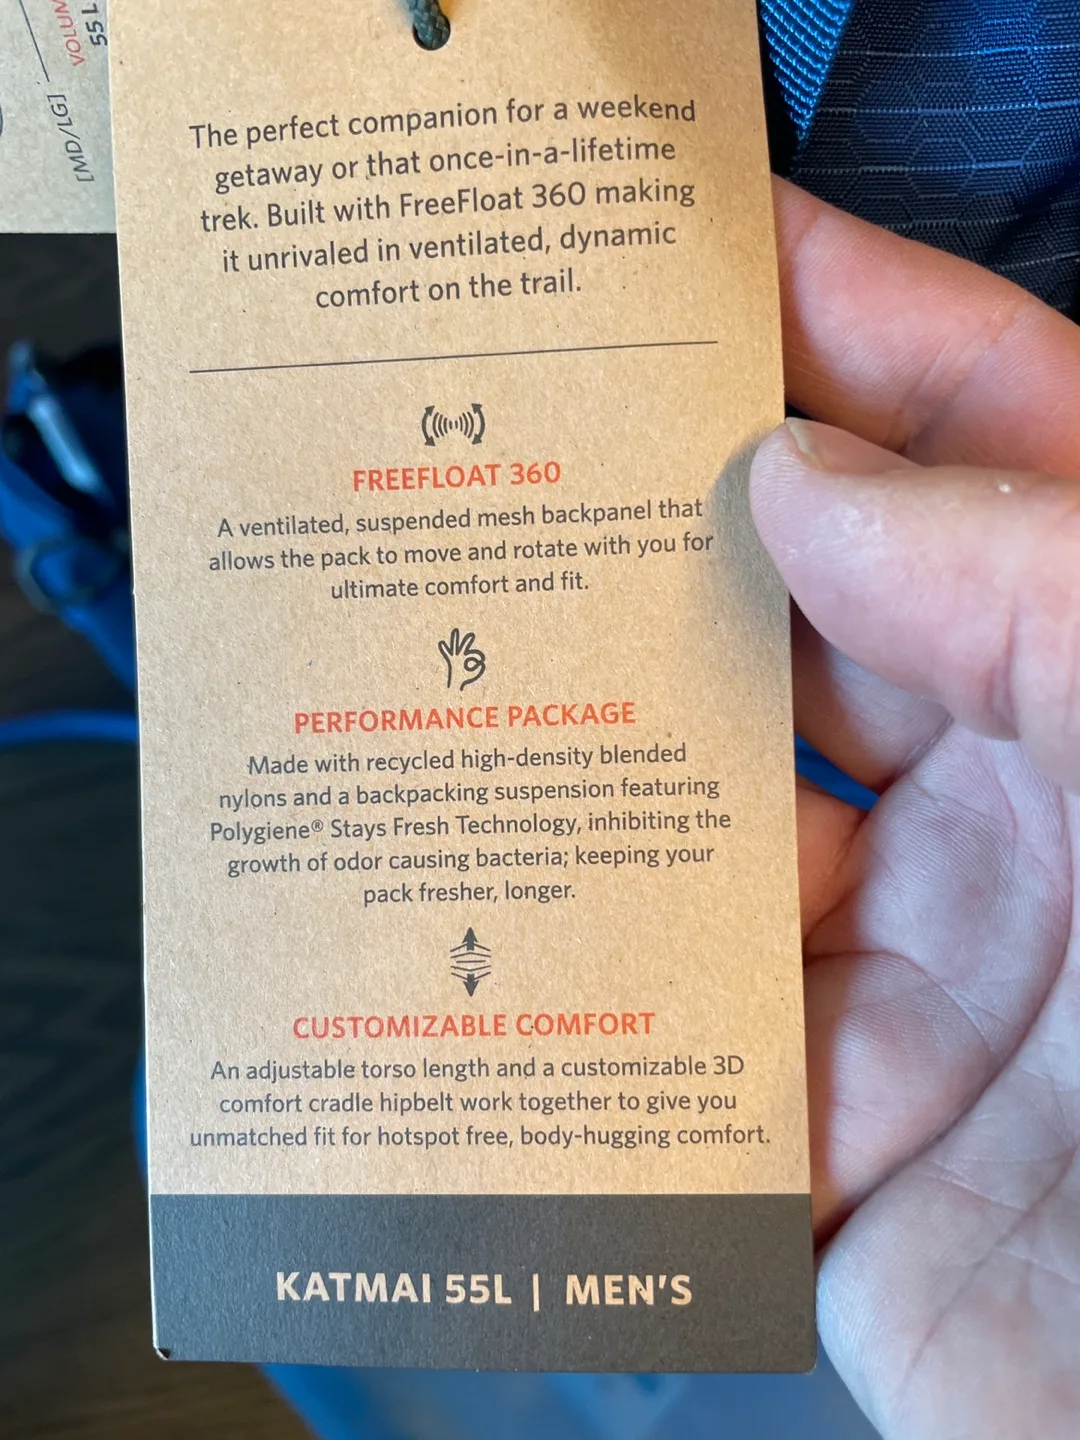 VOLUM
55 L
[MD/LG]
The perfect companion for a weekend
getaway or that once-in-a-lifetime
trek. Built with FreeFloat 360 making
it unrivaled in ventilated, dynamic
comfort on the trail.
FREEFLOAT 360
A ventilated, suspended mesh backpanel that
allows the pack to move and rotate with you for
ultimate comfort and fit.
PERFORMANCE PACKAGE
Made with recycled high-density blended
nylons and a backpacking suspension featuring
Polygiene® Stays Fresh Technology, inhibiting the
growth of odor causing bacteria; keeping your
pack fresher, longer.
CUSTOMIZABLE COMFORT
An adjustable torso length and a customizable 3D
comfort cradle hipbelt work together to give you
unmatched fit for hotspot free, body-hugging comfort.
KATMAI 55L | MEN'S